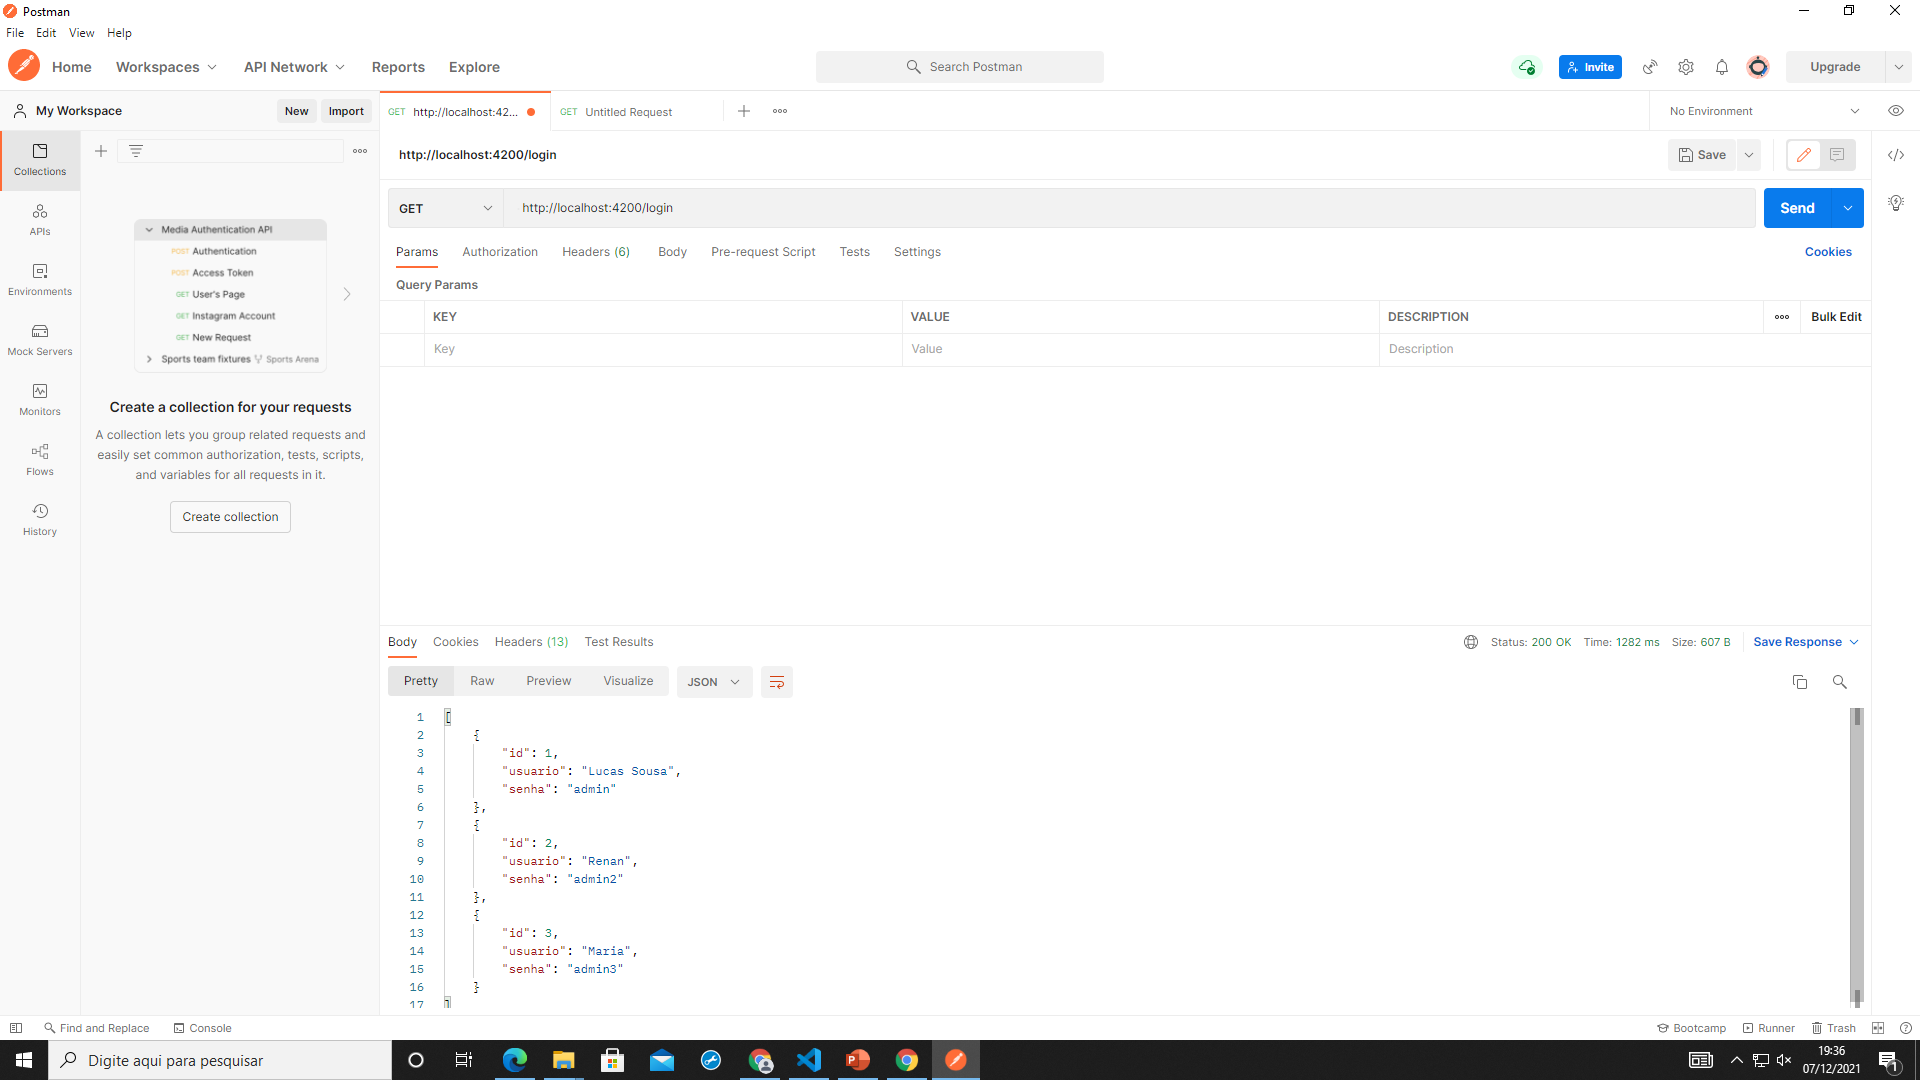 Postman
File Edit View Help
Home Workspaces API Network Reports Explore
Search Postman
Invite
Upgrade
My Workspace
New Import
GET http://localhost:42...
GET Untitled Request
No Environment
Collections
APIs
Environments
Mock Servers
Monitors
Flows
History
Media Authentication API
POST Authentication
POST Access Token
GET User's Page
GET Instagram Account
GET New Request
Sports team fixtures Sports Arena
Create a collection for your requests
A collection lets you group related requests and
easily set common authorization, tests, scripts,
and variables for all requests in it.
Create collection
http://localhost:4200/login
Save
GET http://localhost:4200/login
Send
Params Authorization Headers (6) Body Pre-request Script Tests Settings
Cookies
Query Params
KEY VALUE DESCRIPTION
Bulk Edit
Key Value Description
Body Cookies Headers (13) Test Results
Status: 200 OK Time: 1282 ms Size: 607 B
Save Response
Pretty Raw Preview Visualize JSON
1 [
2 {
3 "id": 1,
4 "usuario": "Lucas Sousa",
5 "senha": "admin"
6 },
7 {
8 "id": 2,
9 "usuario": "Renan",
10 "senha": "admin2"
11 },
12 {
13 "id": 3,
14 "usuario": "Maria",
15 "senha": "admin3"
16 }
17 ]
Find and Replace Console
Bootcamp Runner Trash
Digite aqui para pesquisar
19:36
07/12/2021
1